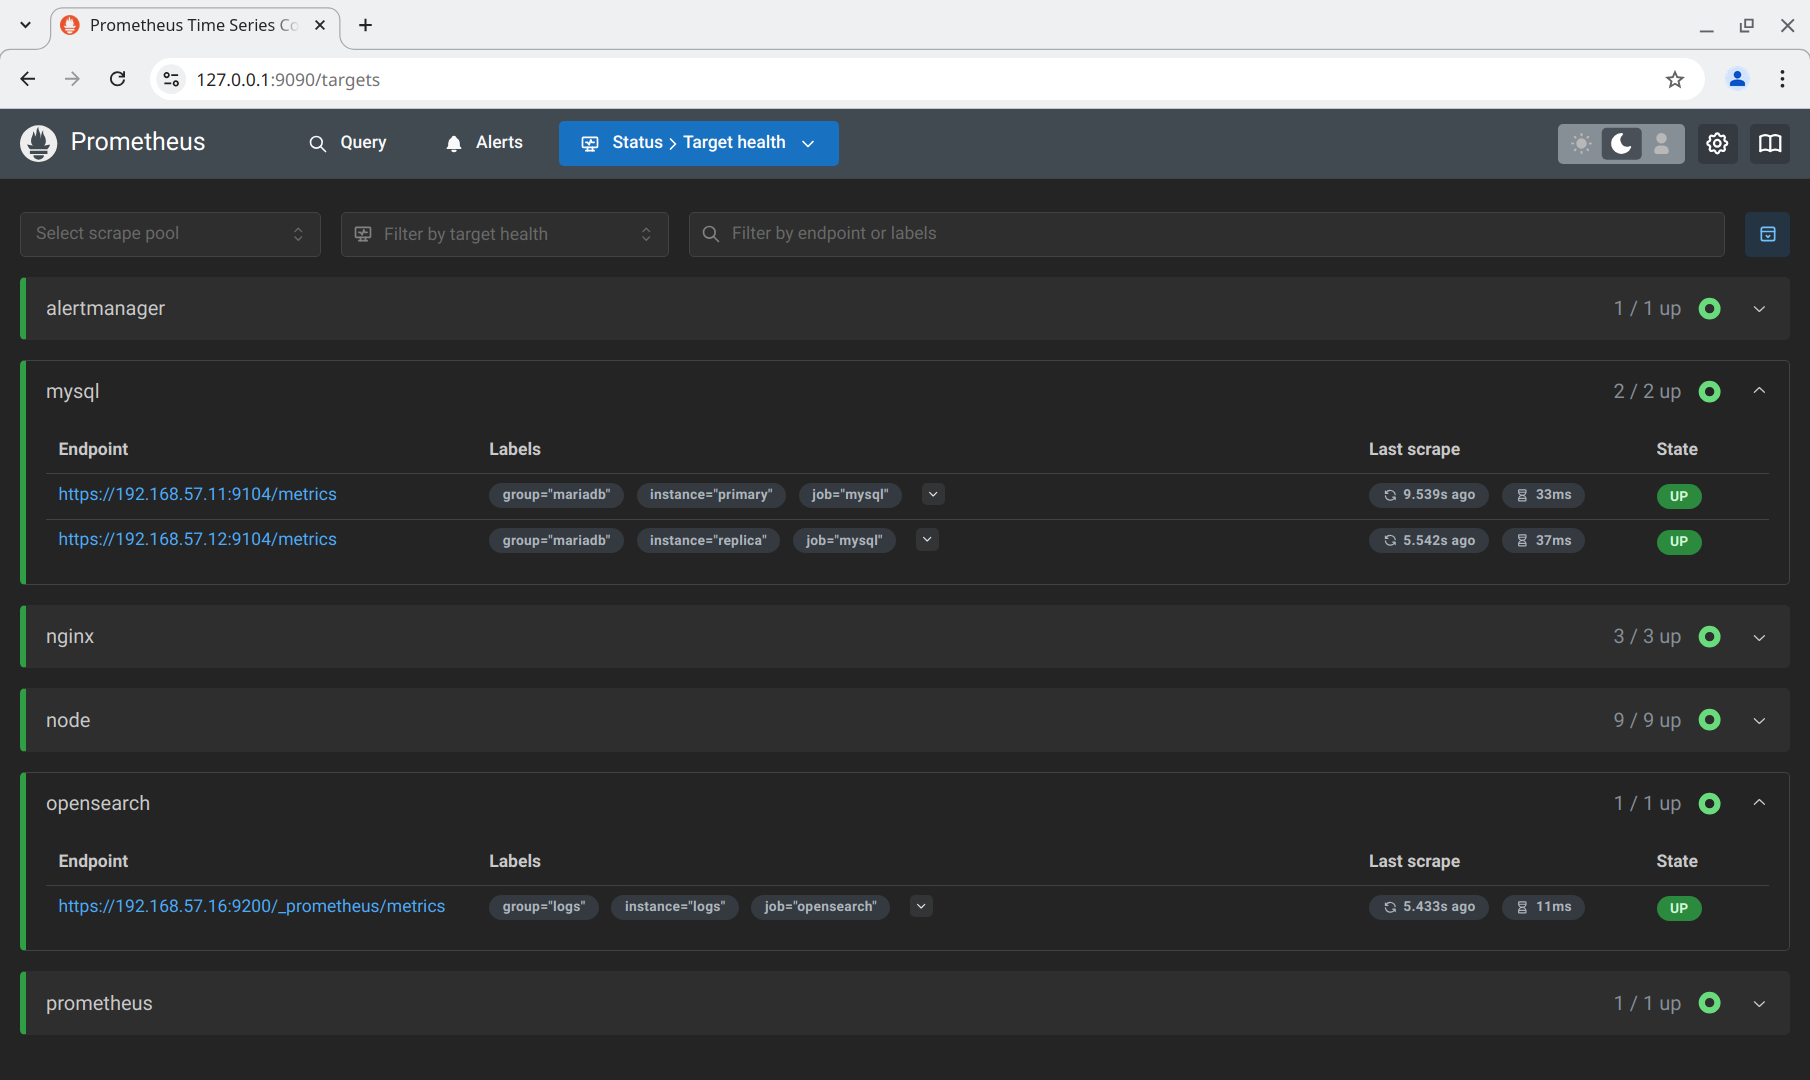 Prometheus Time Series Co
127.0.0.1:9090/targets
Prometheus
Query
Alerts
Status > Target health
Select scrape pool
Filter by target health
Filter by endpoint or labels
alertmanager 1 / 1 up
mysql 2 / 2 up
Endpoint Labels Last scrape State
https://192.168.57.11:9104/metrics group="mariadb" instance="primary" job="mysql" 9.539s ago 33ms UP
https://192.168.57.12:9104/metrics group="mariadb" instance="replica" job="mysql" 5.542s ago 37ms UP
nginx 3 / 3 up
node 9 / 9 up
opensearch 1 / 1 up
Endpoint Labels Last scrape State
https://192.168.57.16:9200/_prometheus/metrics group="logs" instance="logs" job="opensearch" 5.433s ago 11ms UP
prometheus 1 / 1 up